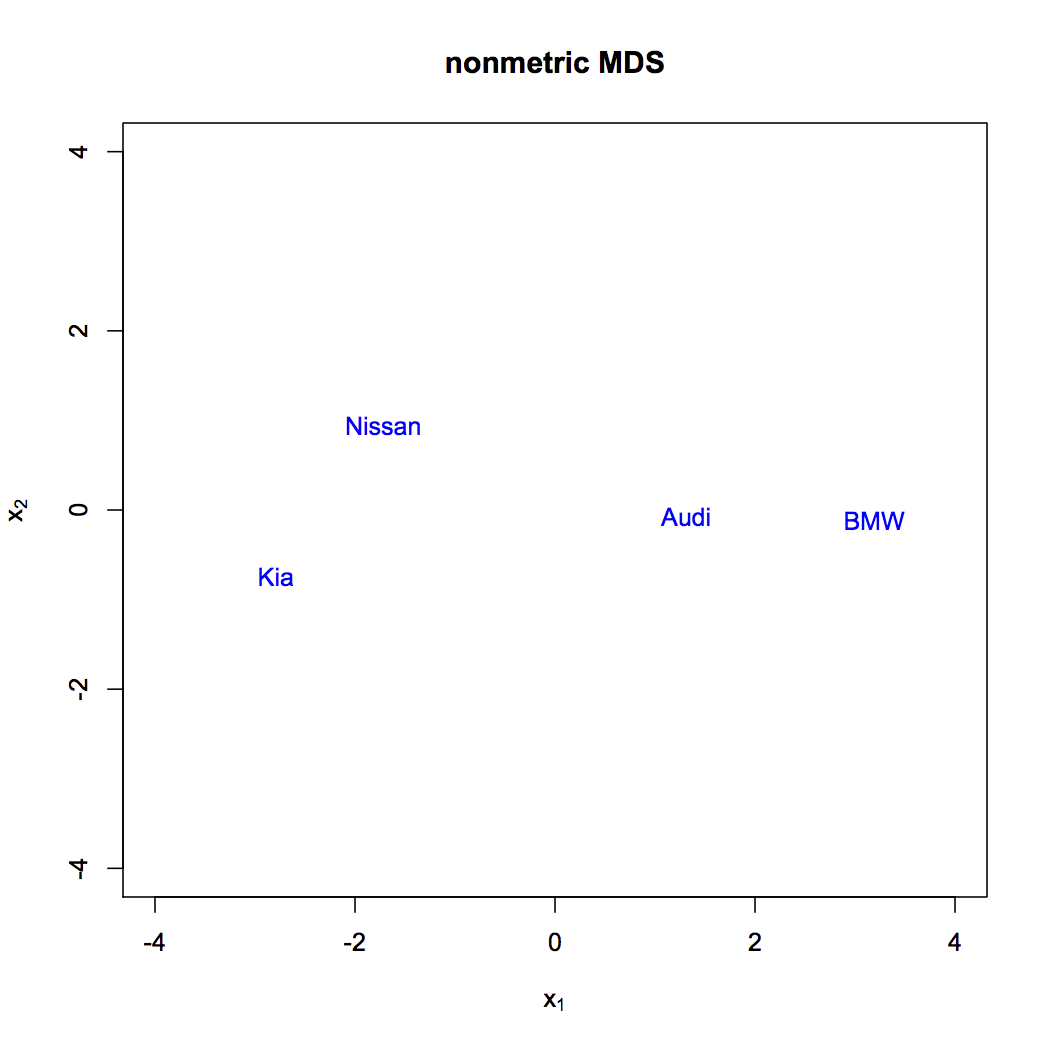 nonmetric MDS
4
2
0
-2
-4
x₂
Nissan
Audi
BMW
Kia
-4 -2 0 2 4
x₁